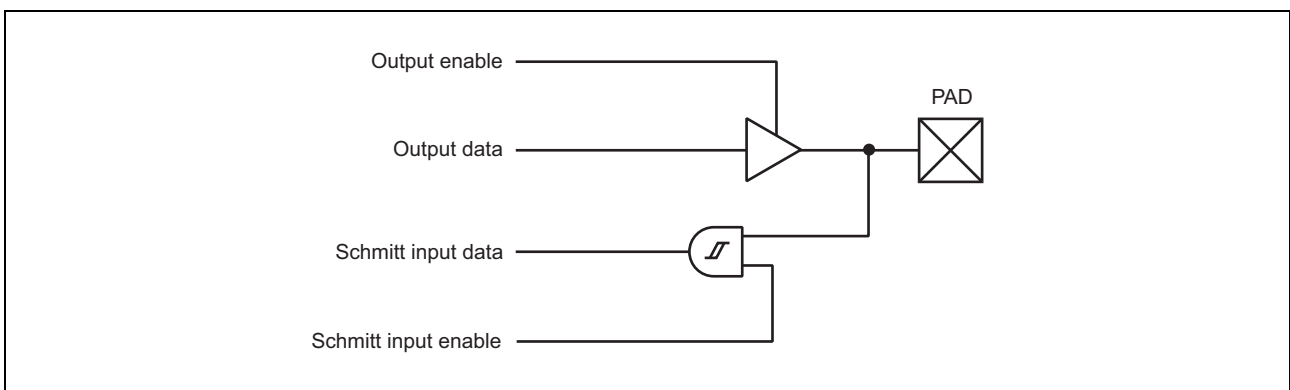 Output enable
PAD
Output data
Schmitt input data
Schmitt input enable